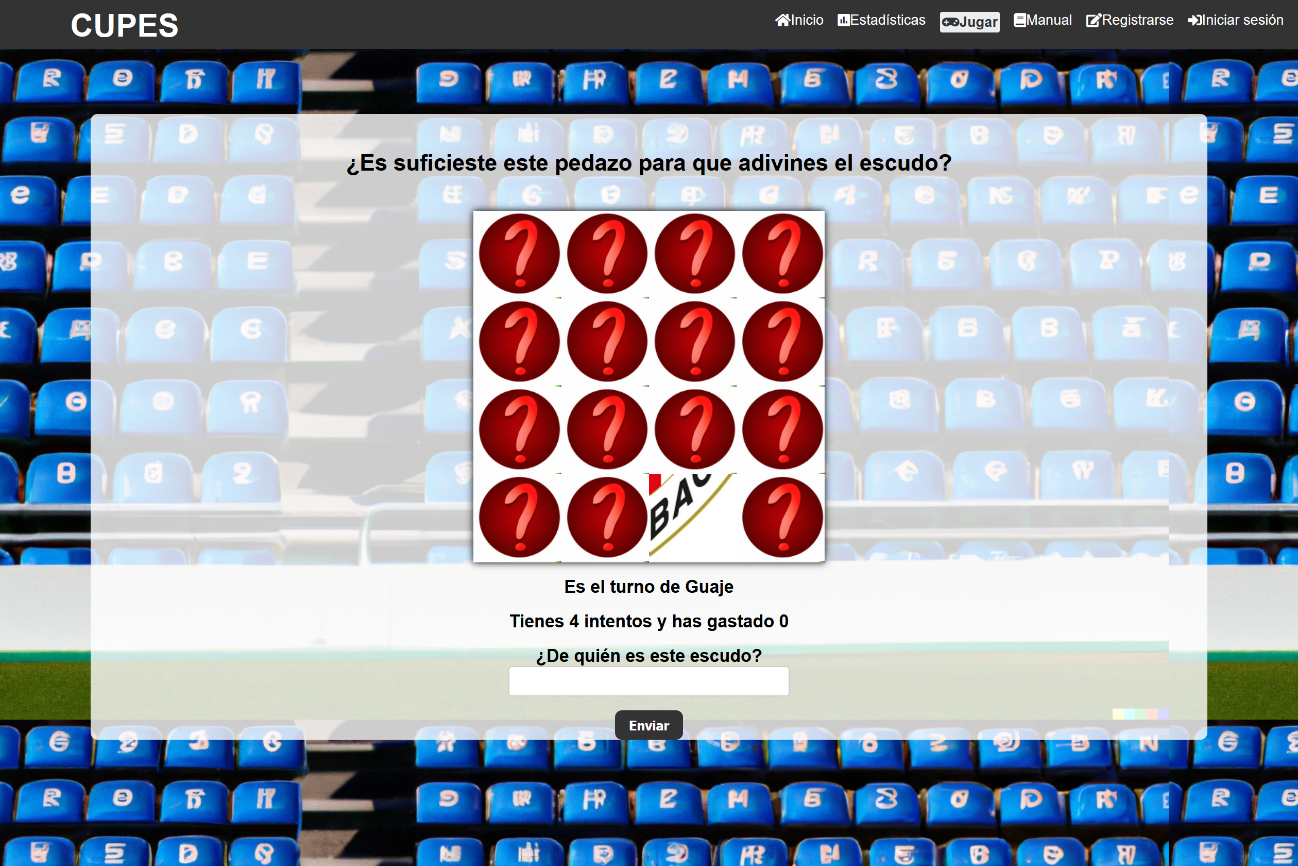 CUPES
Inicio
Estadísticas
Jugar
Manual
Registrarse
Iniciar sesión
¿Es suficieste este pedazo para que adivines el escudo?
? ? ? ?
? ? ? ?
? ? ? ?
? ? BAC ?
Es el turno de Guaje
Tienes 4 intentos y has gastado 0
¿De quién es este escudo?
Enviar